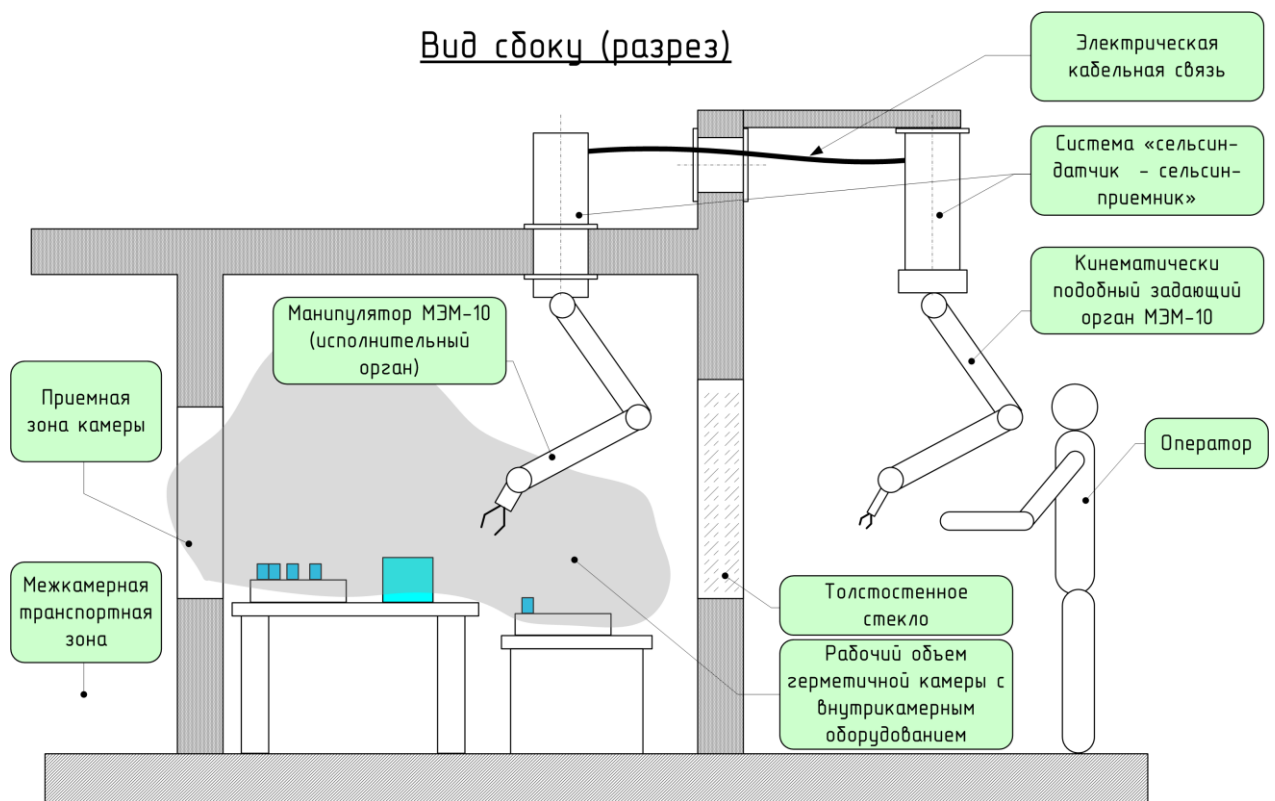 Вид сбоку (разрез)
Электрическая
кабельная связь
Система «сельсин-
датчик - сельсин-
приемник»
Кинематически
подобный задающий
орган МЭМ-10
Манипулятор МЭМ-10
(исполнительный
орган)
Приемная
зона камеры
Оператор
Межкамерная
транспортная
зона
Толстостенное
стекло
Рабочий объем
герметичной камеры с
внутрикамерным
оборудованием